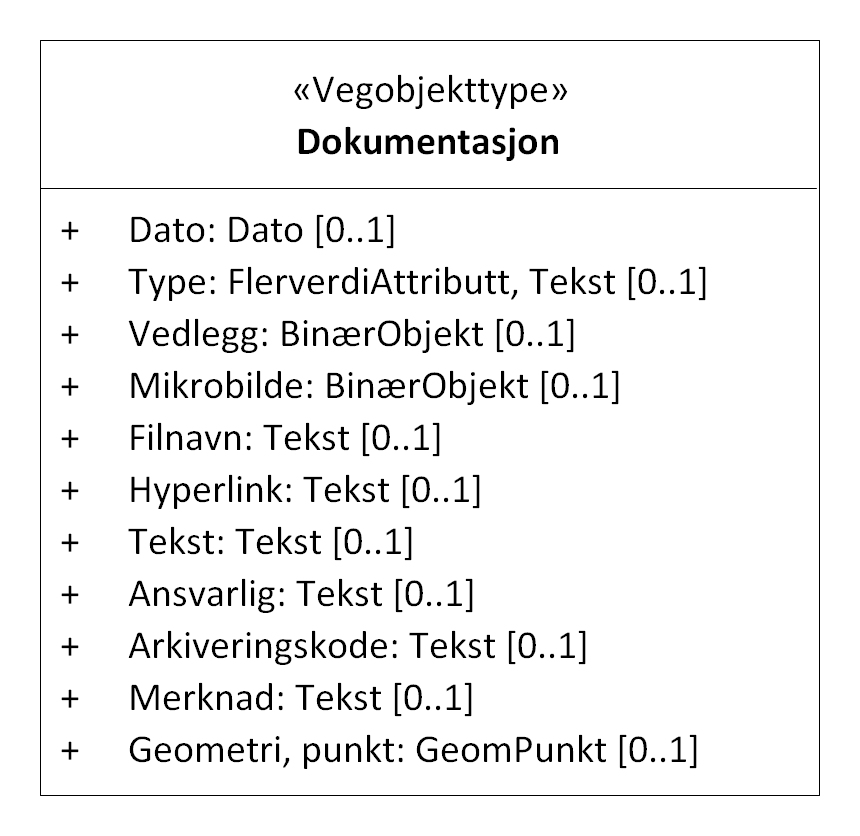 «Vegobjekttype»
Dokumentasjon
+ Dato: Dato [0..1]
+ Type: FlerverdiAttributt, Tekst [0..1]
+ Vedlegg: BinærObjekt [0..1]
+ Mikrobilde: BinærObjekt [0..1]
+ Filnavn: Tekst [0..1]
+ Hyperlink: Tekst [0..1]
+ Tekst: Tekst [0..1]
+ Ansvarlig: Tekst [0..1]
+ Arkiveringskode: Tekst [0..1]
+ Merknad: Tekst [0..1]
+ Geometri, punkt: GeomPunkt [0..1]